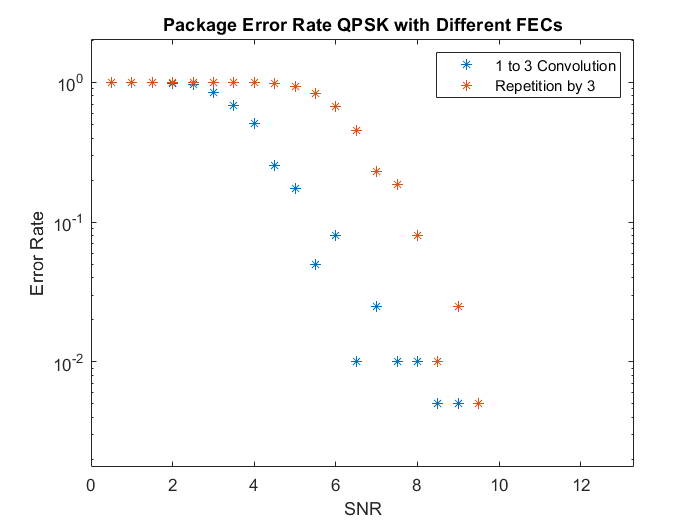 Package Error Rate QPSK with Different FECs
1 to 3 Convolution
Repetition by 3
10^0
10^-1
10^-2
Error Rate
0 2 4 6 8 10 12
SNR